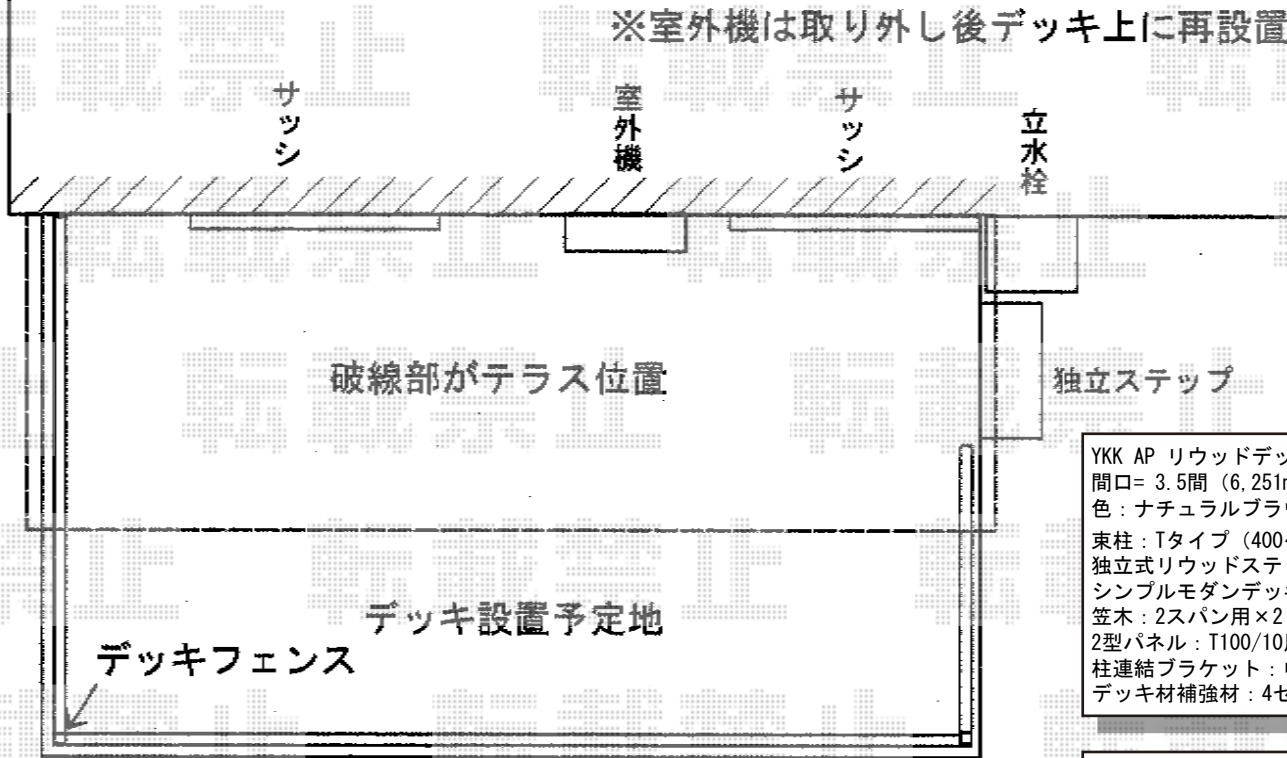 ※室外機は取り外し後デッキ上に再設置
サッシ
室外機
サッシ
立水栓
破線部がテラス位置
独立ステップ
デッキ設置予定地
デッキフェンス
YKK AP リウッドデッ
間口= 3.5間 (6,251
色：ナチュラルブラ
束柱：Tタイプ (400
独立式リウッドステ
シンプルモダンデッ
笠木：2スパン用×2
2型パネル：T100/10
柱連結ブラケット：
デッキ材補強材：4セ
転載禁止